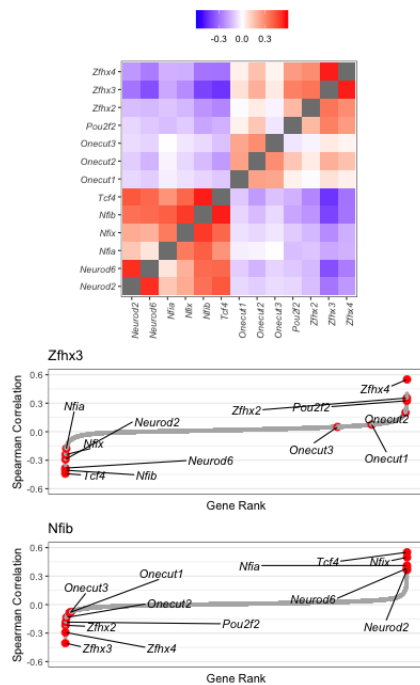 -0.3 0.0 0.3
Zfhx4
Zfhx3
Zfhx2
Pou2f2
Onecut3
Onecut2
Onecut1
Tcf4
Nfib
Nfix
Nfia
Neurod6
Neurod2
Neurod2 Neurod6 Nfia Nfix Nfib Tcf4 Onecut1 Onecut2 Onecut3 Pou2f2 Zfhx2 Zfhx3 Zfhx4
Zfhx3
Spearman Correlation
0.6
0.3
0.0
-0.3
-0.6
Zfhx4
Nfia
Zfhx2 Pou2f2
Neurod2 Onecut2
Nfix
Onecut3 Onecut1
Neurod6
Tcf4 Nfib
Gene Rank
Nfib
Spearman Correlation
0.6
0.3
0.0
-0.3
-0.6
Tcf4 Nfix
Nfia
Onecut1
Onecut3
Onecut2 Neurod6
Zfhx2 Pou2f2 Neurod2
Zfhx3 Zfhx4
Gene Rank